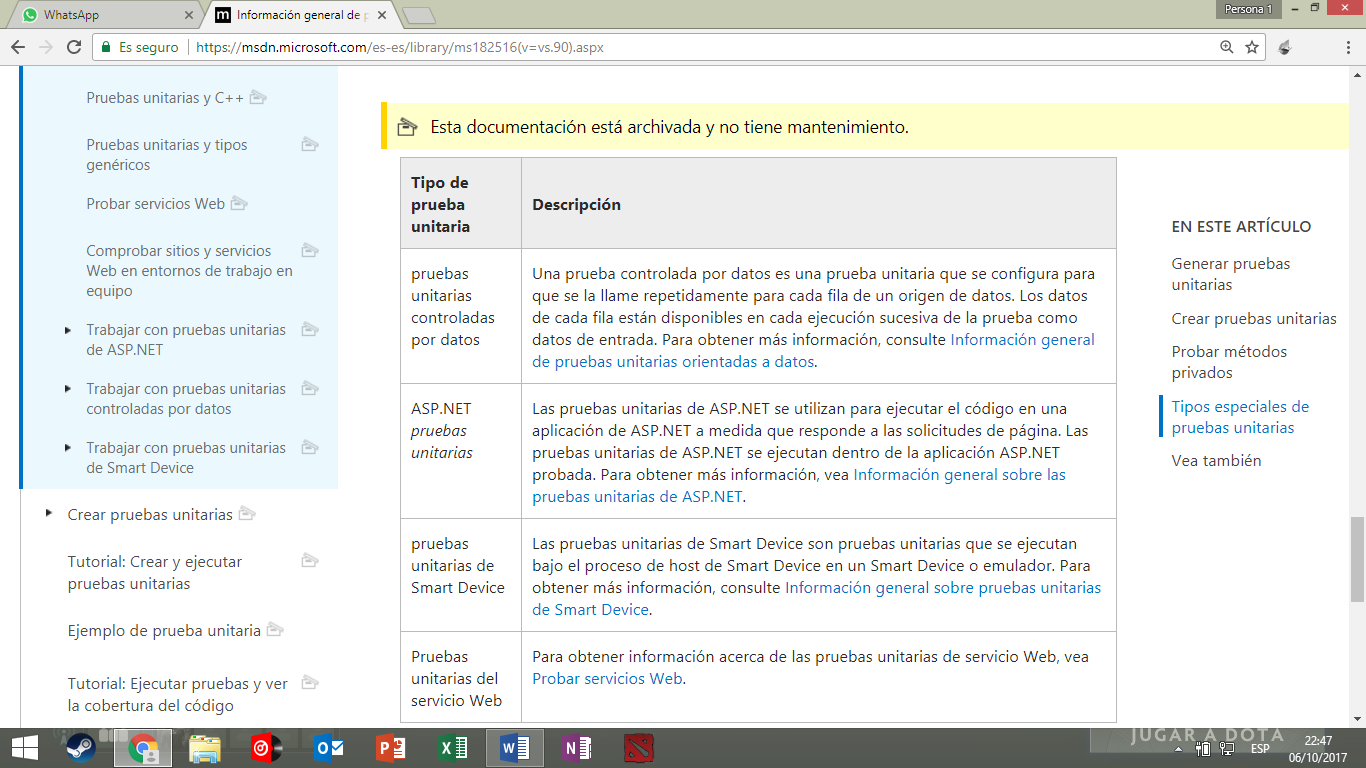 WhatsApp
Información general de p
Persona 1
Es seguro
https://msdn.microsoft.com/es-es/library/ms182516(v=vs.90).aspx
Pruebas unitarias y C++
Pruebas unitarias y tipos
genéricos
Probar servicios Web
Comprobar sitios y servicios
Web en entornos de trabajo en
equipo
Trabajar con pruebas unitarias
de ASP.NET
Trabajar con pruebas unitarias
controladas por datos
Trabajar con pruebas unitarias
de Smart Device
Crear pruebas unitarias
Tutorial: Crear y ejecutar
pruebas unitarias
Ejemplo de prueba unitaria
Tutorial: Ejecutar pruebas y ver
la cobertura del código
Esta documentación está archivada y no tiene mantenimiento.
Tipo de
prueba
unitaria
Descripción
pruebas
unitarias
controladas
por datos
Una prueba controlada por datos es una prueba unitaria que se configura para
que se la llame repetidamente para cada fila de un origen de datos. Los datos
de cada fila están disponibles en cada ejecución sucesiva de la prueba como
datos de entrada. Para obtener más información, consulte Información general
de pruebas unitarias orientadas a datos.
ASP.NET
pruebas
unitarias
Las pruebas unitarias de ASP.NET se utilizan para ejecutar el código en una
aplicación de ASP.NET a medida que responde a las solicitudes de página. Las
pruebas unitarias de ASP.NET se ejecutan dentro de la aplicación ASP.NET
probada. Para obtener más información, vea Información general sobre las
pruebas unitarias de ASP.NET.
pruebas
unitarias de
Smart Device
Las pruebas unitarias de Smart Device son pruebas unitarias que se ejecutan
bajo el proceso de host de Smart Device en un Smart Device o emulador. Para
obtener más información, consulte Información general sobre pruebas unitarias
de Smart Device.
Pruebas
unitarias del
servicio Web
Para obtener información acerca de las pruebas unitarias de servicio Web, vea
Probar servicios Web.
EN ESTE ARTÍCULO
Generar pruebas
unitarias
Crear pruebas unitarias
Probar métodos
privados
Tipos especiales de
pruebas unitarias
Vea también
JUGAR A DOTA
ESP
22:47
06/10/2017